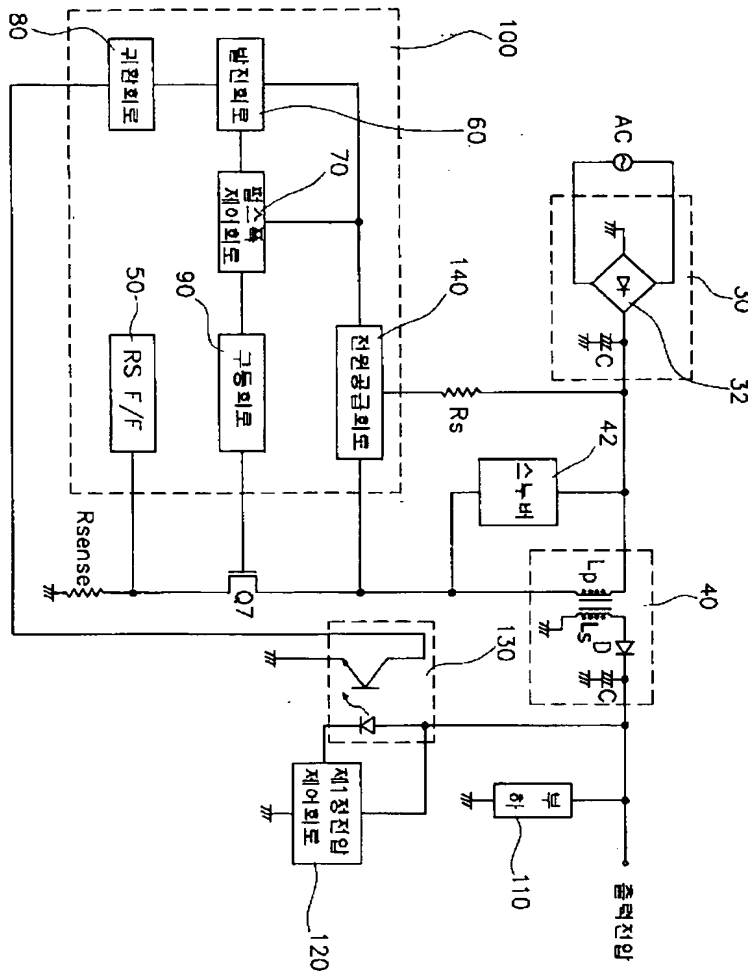 80
100
귀환회로
발진회로
60
70
펄스폭
제어회로
50
RS F/F
90
구동회로
140
전원공급회로
AC
30
32
C
Rs
42
스누버
Rsense
Q7
Lp
Ls
D
C
40
130
제1정전압
제어회로
120
부하
110
출력전압